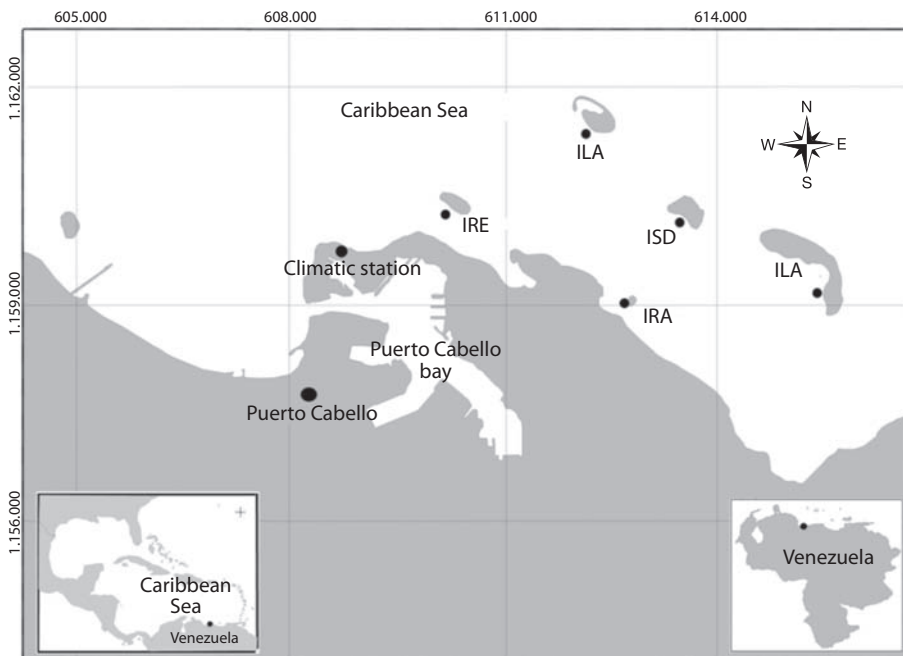 605.000 608.000 611.000 614.000
1.162.000
1.159.000
1.156.000
Caribbean Sea
N
W E
S
ILA
IRE
ISD
Climatic station
ILA
IRA
Puerto Cabello
bay
Puerto Cabello
Caribbean
Sea
Venezuela
Venezuela